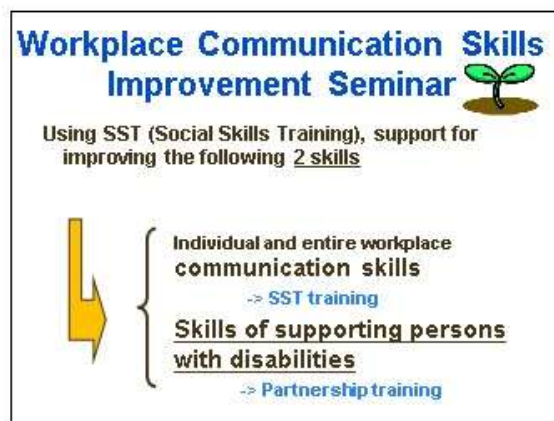 Workplace Communication Skills
Improvement Seminar
Using SST (Social Skills Training), support for
improving the following 2 skills
Individual and entire workplace
communication skills
-> SST training
Skills of supporting persons
with disabilities
-> Partnership training